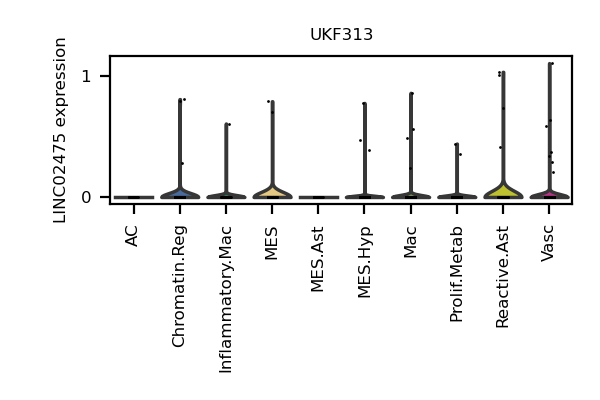 UKF313
LINC02475 expression
1
0
AC
Chromatin.Reg
Inflammatory.Mac
MES
MES.Ast
MES.Hyp
Mac
Prolif.Metab
Reactive.Ast
Vasc